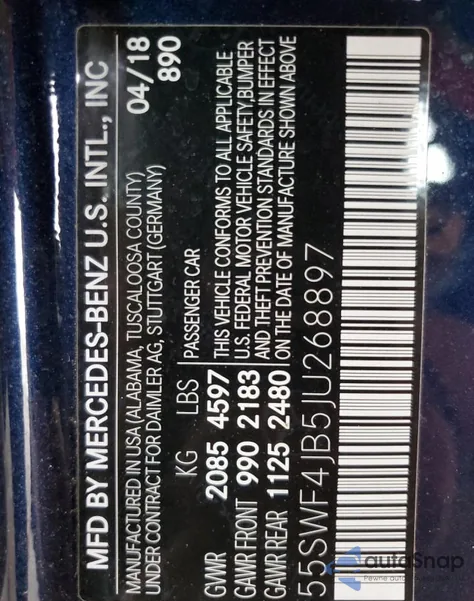 MFD BY MERCEDES-BENZ U.S. INTL., INC
MANUFACTURED IN USA (ALABAMA, TUSCALOOSA COUNTY) 04/18
UNDER CONTRACT FOR DAIMLER AG, STUTTGART (GERMANY) 890
KG LBS PASSENGER CAR
GVWR 2085 4597 THIS VEHICLE CONFORMS TO ALL APPLICABLE
GAWR FRONT 990 2183 U.S. FEDERAL MOTOR VEHICLE SAFETY, BUMPER
AND THEFT PREVENTION STANDARDS IN EFFECT
GAWR REAR 1125 2480 ON THE DATE OF MANUFACTURE SHOWN ABOVE
55SWF4JB5JU268897
autaSnap
Pewne auta